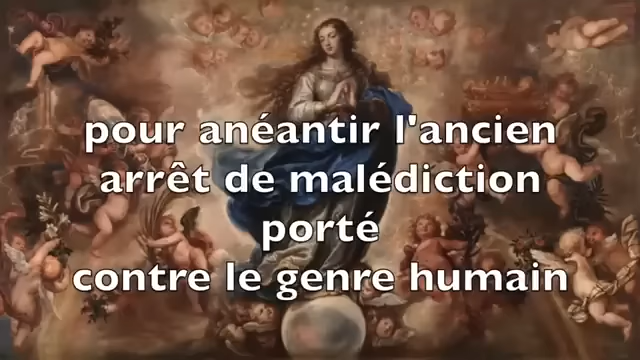 pour anéantir l'ancien
arrêt de malédiction
porté
contre le genre humain